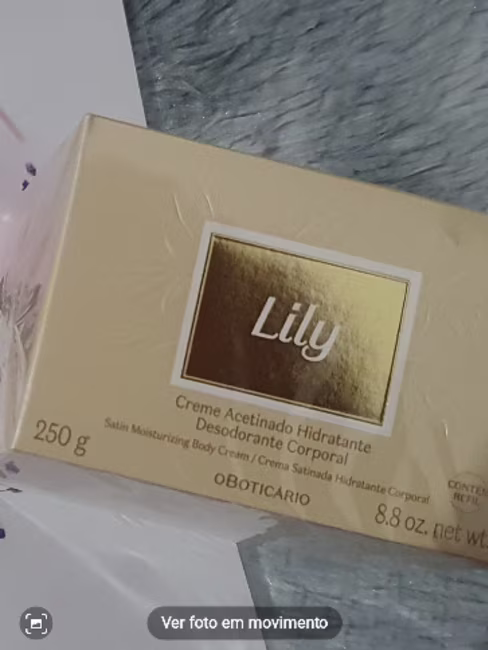 Lily
Creme Acetinado Hidratante
Desodorante Corporal
Satin Moisturizing Body Cream / Crema Satinada Hidratante Corporal
250 g
OBOTICÁRIO
8.8 oz. net wt.
REFIL
Ver foto em movimento